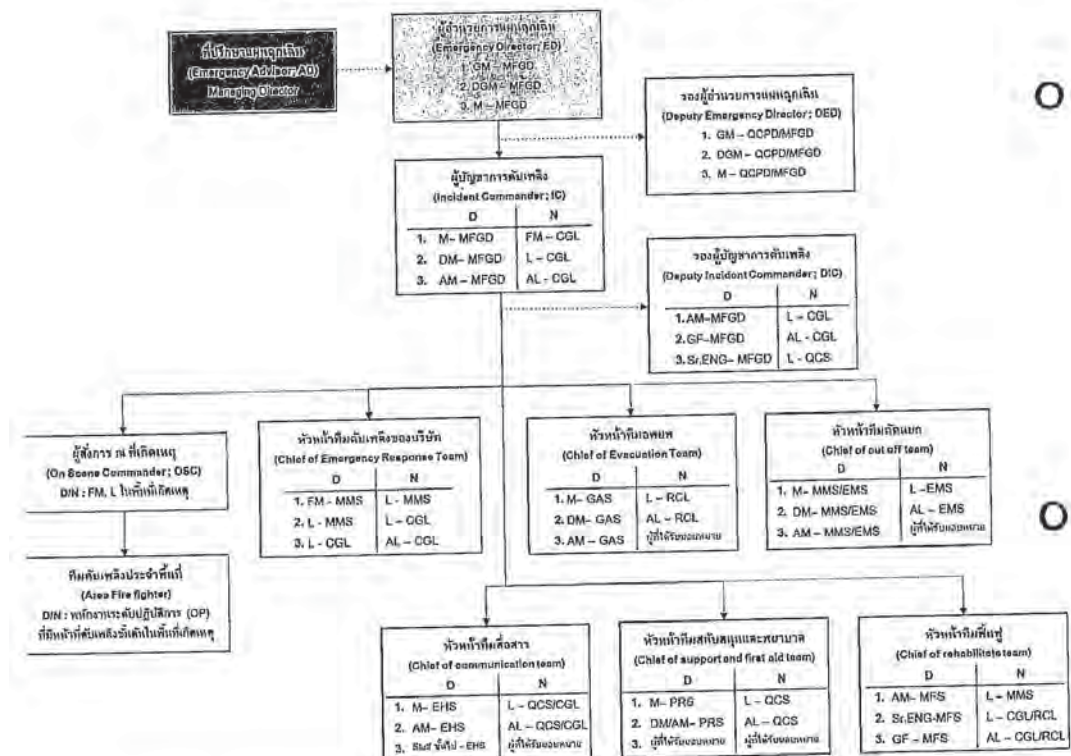 ที่ปรึกษาแผนฉุกเฉิน
(Emergency Advisor; AD)
Managing Director
ผู้อำนวยการแผนฉุกเฉิน
(Emergency Director; ED)
1. GM – MFGD
2. DGM – MFGD
3. M – MFGD
รองผู้อำนวยการแผนฉุกเฉิน
(Deputy Emergency Director ; DED)
1. GM – QCPD/MFGD
2. DGM – QCPD/MFGD
3. M – QCPD/MFGD
ผู้บัญชาการดับเพลิง
(Incident Commander ; IC)
D N
1. M– MFGD FM – CGL
2. DM– MFGD L – CGL
3. AM – MFGD AL - CGL
รองผู้บัญชาการดับเพลิง
(Deputy Incident Commander ; DIC)
D N
1.AM–MFGD L – CGL
2.GF–MFGD AL - CGL
3.Sr.ENG– MFGD L - QCS
ผู้สั่งการ ณ ที่เกิดเหตุ
(On Scene Commander ; OSC)
D/N : FM, L ในพื้นที่เกิดเหตุ
หัวหน้าทีมดับเพลิงของบริษัท
(Chief of Emergency Response Team)
D N
1. FM - MMS L - MMS
2. L - MMS L – CGL
3. L - CGL AL – CGL
หัวหน้าทีมอพยพ
(Chief of Evacuation Team)
D N
1. M– GAS L – RCL
2. DM– GAS AL – RCL
3. AM – GAS ผู้ที่ได้รับมอบหมาย
หัวหน้าทีมตัดแยก
(Chief of cut off team)
D N
1. M– MMS/EMS L –EMS
2. DM– MMS/EMS AL – EMS
3. AM – MMS/EMS ผู้ที่ได้รับมอบหมาย
ทีมดับเพลิงประจำพื้นที่
(Area Fire fighter)
D/N : พนักงานระดับปฏิบัติการ (OP)
ที่มีหน้าที่ดับเพลิงขั้นต้นในพื้นที่เกิดเหตุ
หัวหน้าทีมสื่อสาร
(Chief of communication team)
D N
1. M– EHS L – QCS/CGL
2. AM– EHS AL – QCS/CGL
3. ขึ้นไป - EHS ผู้ที่ได้รับมอบหมาย
หัวหน้าทีมสนับสนุนและพยาบาล
(Chief of support and first aid team)
D N
1. M– PRS L – QCS
2. DM/AM– PRS AL – QCS
3. ผู้ที่ได้รับมอบหมาย ผู้ที่ได้รับมอบหมาย
หัวหน้าทีมฟื้นฟู
(Chief of rehabilitate team)
D N
1. AM– MFS L – MMS
2. Sr.ENG-MFS L – CGL/RCL
3. GF – MFS AL – CGL/RCL